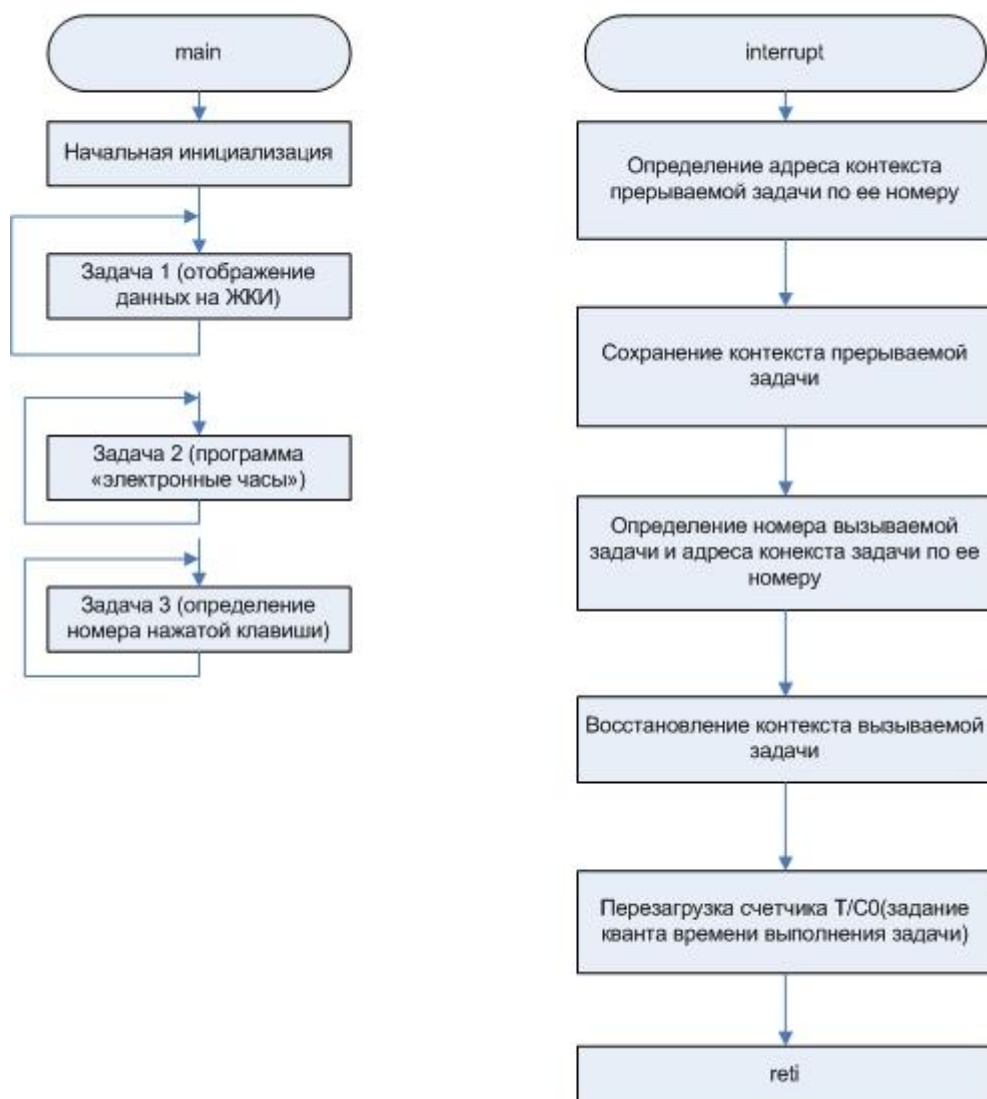 main
Начальная инициализация
Задача 1 (отображение
данных на ЖКИ)
Задача 2 (программа
«электронные часы»)
Задача 3 (определение
номера нажатой клавиши)
interrupt
Определение адреса контекста
прерываемой задачи по ее номеру
Сохранение контекста прерываемой
задачи
Определение номера вызываемой
задачи и адреса конекста задачи по ее
номеру
Восстановление контекста вызываемой
задачи
Перезагрузка счетчика T/C0(задание
кванта времени выполнения задачи)
reti